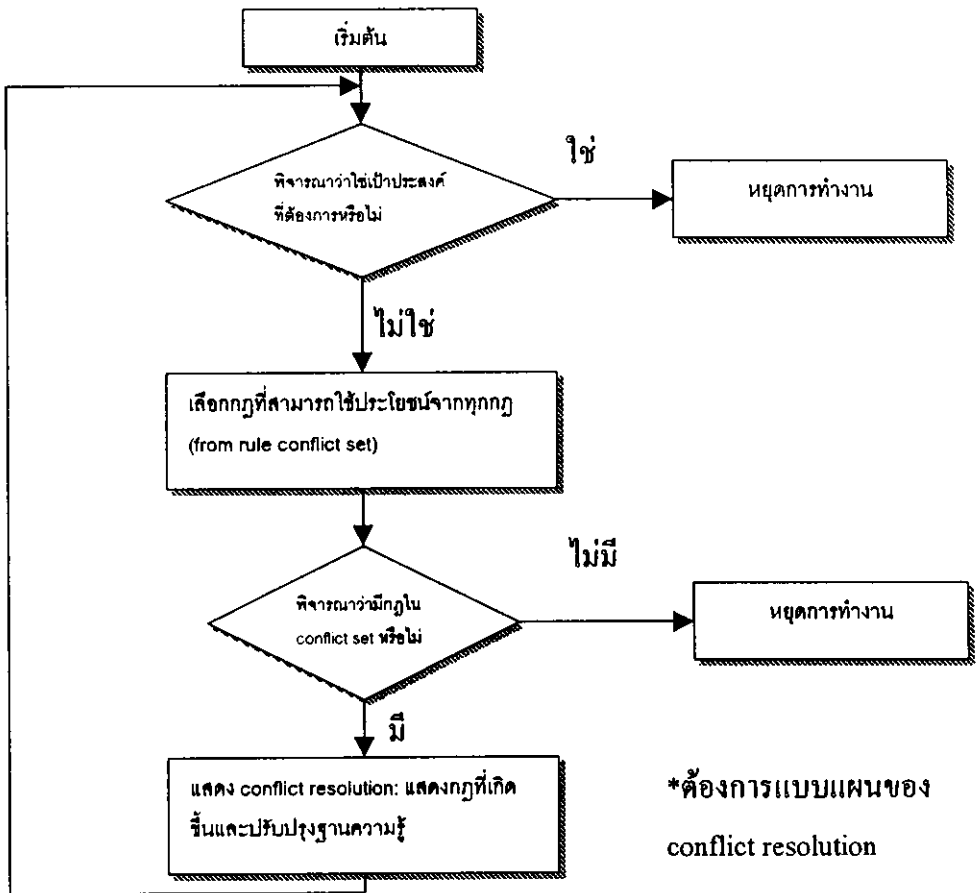 เริ่มต้น
พิจารณาว่าใช่เป้าประสงค์
ที่ต้องการหรือไม่
ใช่
หยุดการทำงาน
ไม่ใช่
เลือกกฎที่สามารถใช้ประโยชน์จากทุกกฎ
(from rule conflict set)
พิจารณาว่ามีกฎใน
conflict set หรือไม่
ไม่มี
หยุดการทำงาน
มี
แสดง conflict resolution: แสดงกฎที่เกิด
ขึ้นและปรับปรุงฐานความรู้
*ต้องการแบบแผนของ
conflict resolution